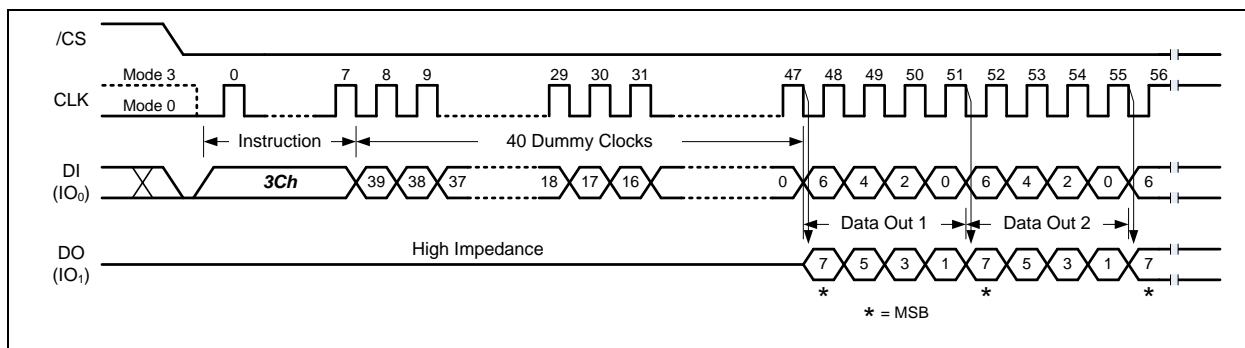 /CS
Mode 3
0 7 8 9 29 30 31 47 48 49 50 51 52 53 54 55 56
CLK
Mode 0
Instruction 40 Dummy Clocks
DI
(IO0)
3Ch 39 38 37 18 17 16 0 6 4 2 0 6 4 2 0 6
Data Out 1 Data Out 2
High Impedance
DO
(IO1)
7 5 3 1 7 5 3 1 7
* * *
* = MSB